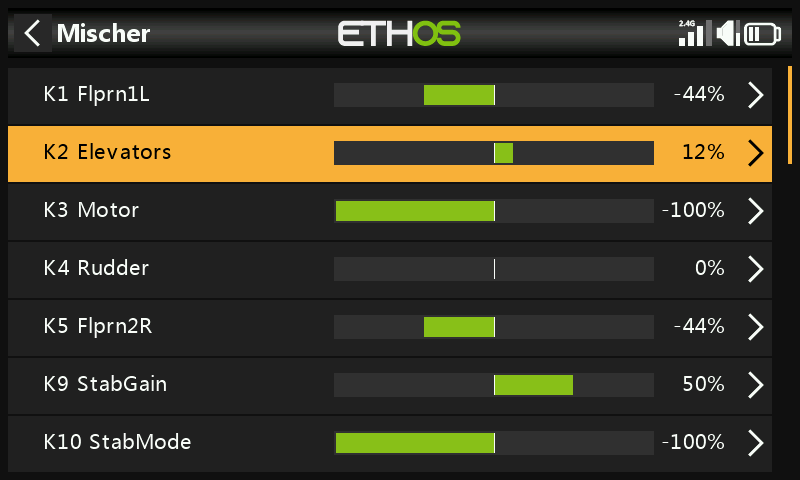 Mischer
ETHOS
2.4G
K1 Flprn1L -44%
K2 Elevators 12%
K3 Motor -100%
K4 Rudder 0%
K5 Flprn2R -44%
K9 StabGain 50%
K10 StabMode -100%